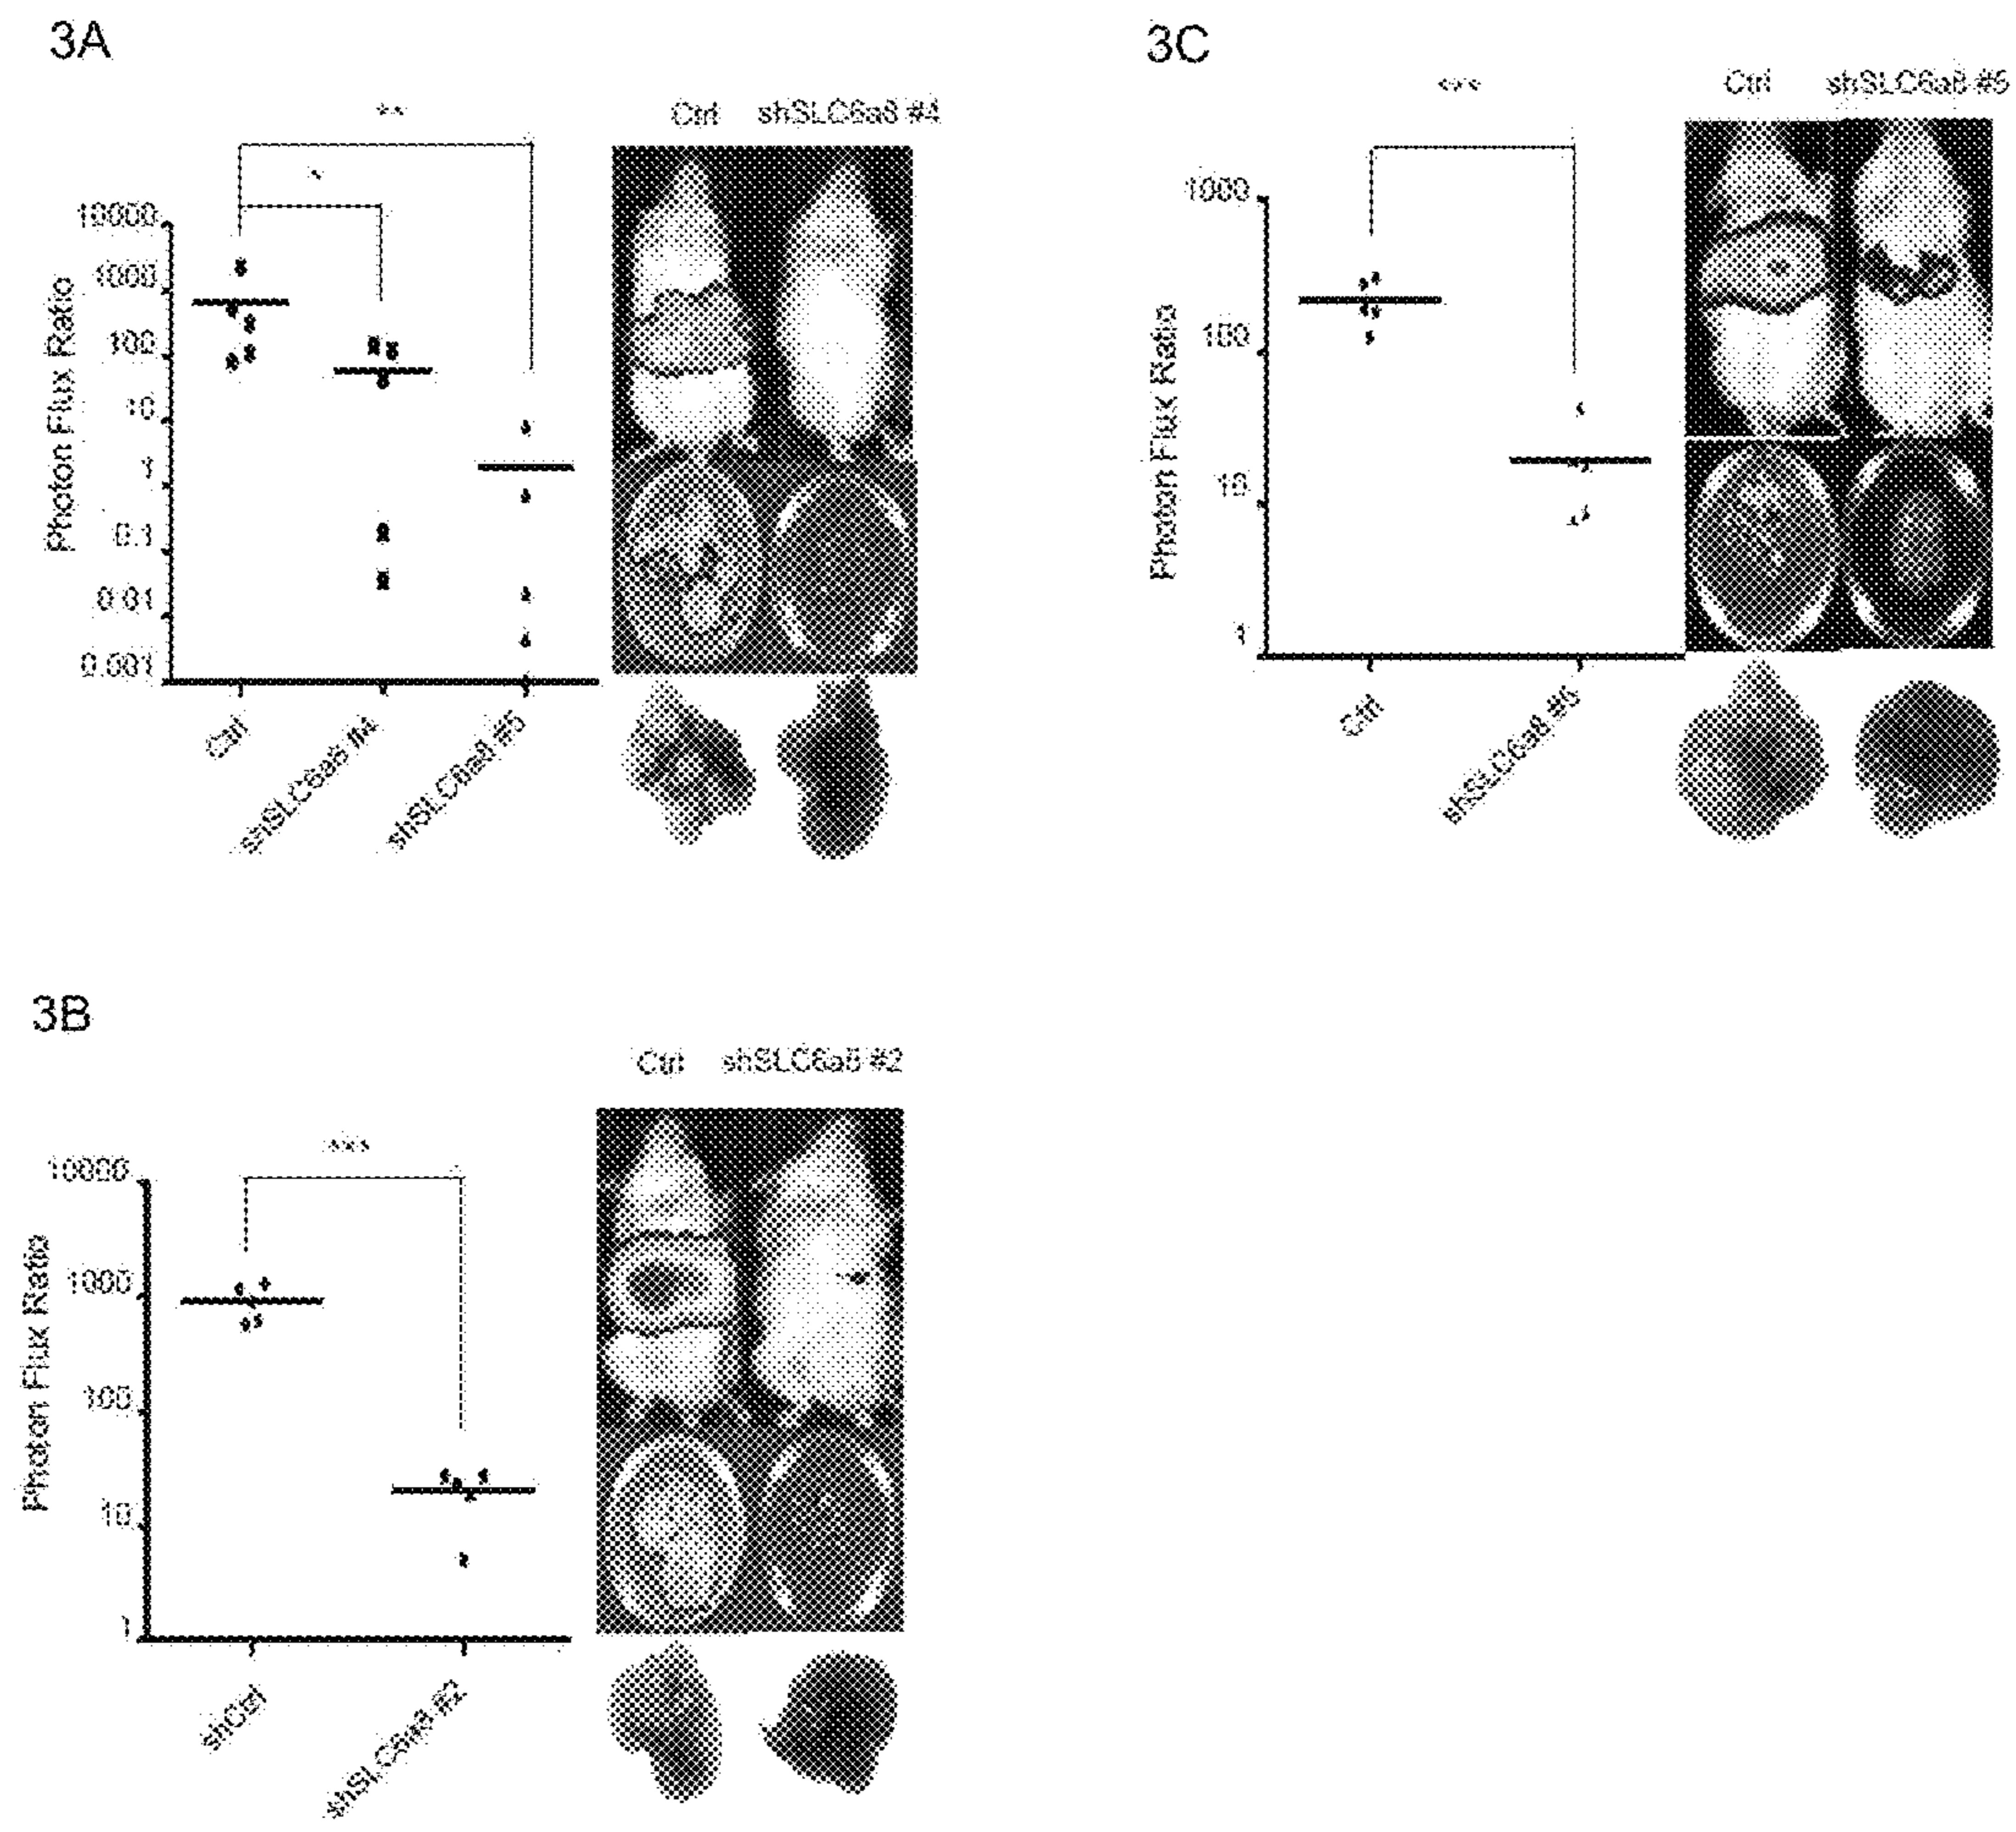 3A
**
*
Ctrl shSLC6a8 #4
Photon Flux Ratio
10000
1000
100
10
1
0.1
0.01
0.001
Ctrl
shSLC6a8 #4
shSLC6a8 #5
3C
***
Ctrl shSLC6a8 #5
Photon Flux Ratio
1000
100
10
1
Ctrl
shSLC6a8 #5
3B
***
Ctrl shSLC6a8 #2
Photon Flux Ratio
10000
1000
100
10
1
shCtrl
shSLC6a8 #2